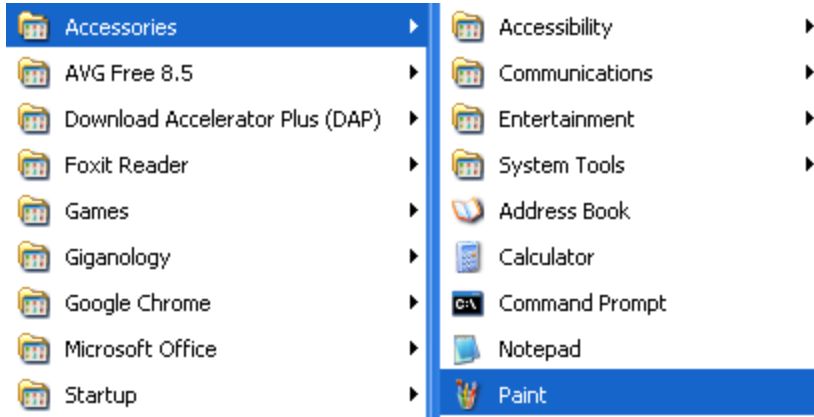 Accessories
AVG Free 8.5
Download Accelerator Plus (DAP)
Foxit Reader
Games
Giganology
Google Chrome
Microsoft Office
Startup
Accessibility
Communications
Entertainment
System Tools
Address Book
Calculator
C:\
Command Prompt
Notepad
Paint